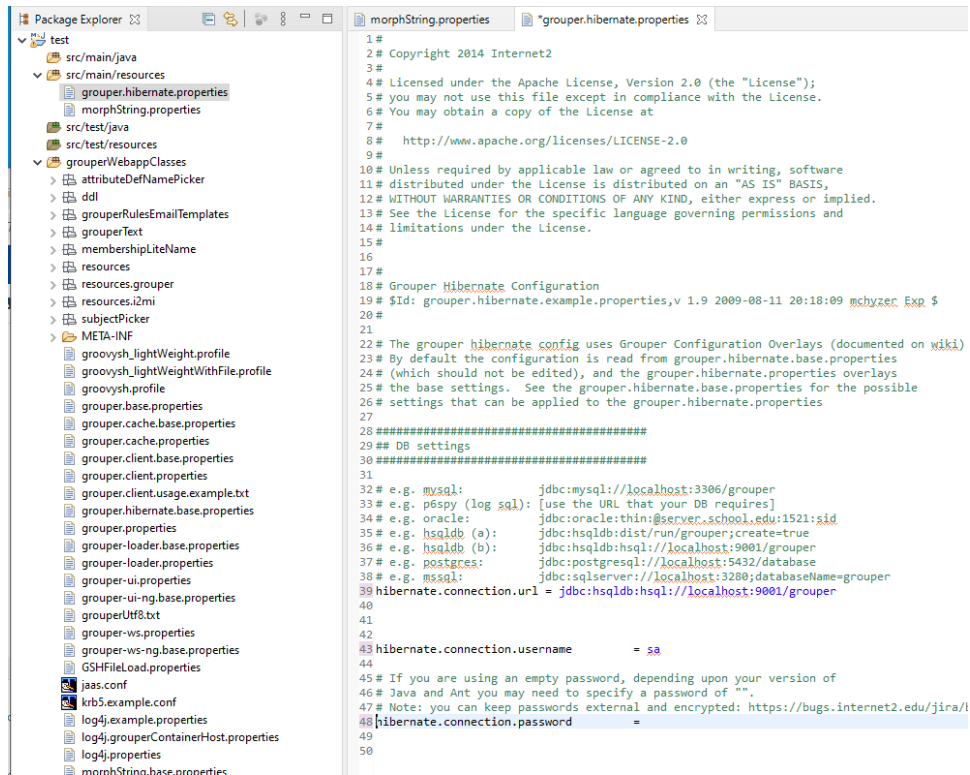 Package Explorer
test
src/main/java
src/main/resources
grouper.hibernate.properties
morphString.properties
src/test/java
src/test/resources
grouperWebappClasses
attributeDefNamePicker
ddl
grouperRulesEmailTemplates
grouperText
membershipLiteName
resources
resources.grouper
resources.i2mi
subjectPicker
META-INF
groovysh_lightWeight.profile
groovysh_lightWeightWithFile.profile
groovysh.profile
grouper.base.properties
grouper.cache.base.properties
grouper.cache.properties
grouper.client.base.properties
grouper.client.properties
grouper.client.usage.example.txt
grouper.hibernate.base.properties
grouper.properties
grouper-loader.base.properties
grouper-loader.properties
grouper-ui.properties
grouper-ui-ng.base.properties
grouperUtf8.txt
grouper-ws.properties
grouper-ws-ng.base.properties
GSHFileLoad.properties
jaas.conf
krb5.example.conf
log4j.example.properties
log4j.grouperContainerHost.properties
log4j.properties
morphString.base.properties
morphString.properties
*grouper.hibernate.properties
1 #
2 # Copyright 2014 Internet2
3 #
4 # Licensed under the Apache License, Version 2.0 (the "License");
5 # you may not use this file except in compliance with the License.
6 # You may obtain a copy of the License at
7 #
8 #   http://www.apache.org/licenses/LICENSE-2.0
9 #
10 # Unless required by applicable law or agreed to in writing, software
11 # distributed under the License is distributed on an "AS IS" BASIS,
12 # WITHOUT WARRANTIES OR CONDITIONS OF ANY KIND, either express or implied.
13 # See the License for the specific language governing permissions and
14 # limitations under the License.
15 #
16
17 #
18 # Grouper Hibernate Configuration
19 # $Id: grouper.hibernate.example.properties,v 1.9 2009-08-11 20:18:09 mchyzer Exp $
20 #
21
22 # The grouper hibernate config uses Grouper Configuration Overlays (documented on wiki)
23 # By default the configuration is read from grouper.hibernate.base.properties
24 # (which should not be edited), and the grouper.hibernate.properties overlays
25 # the base settings.  See the grouper.hibernate.base.properties for the possible
26 # settings that can be applied to the grouper.hibernate.properties
27
28 ########################################
29 ## DB settings
30 ########################################
31
32 # e.g. mysql:           jdbc:mysql://localhost:3306/grouper
33 # e.g. p6spy (log sql): [use the URL that your DB requires]
34 # e.g. oracle:          jdbc:oracle:thin:@server.school.edu:1521:sid
35 # e.g. hsqldb (a):      jdbc:hsqldb:dist/run/grouper;create=true
36 # e.g. hsqldb (b):      jdbc:hsqldb:hsql://localhost:9001/grouper
37 # e.g. postgres:        jdbc:postgresql://localhost:5432/database
38 # e.g. mssql:           jdbc:sqlserver://localhost:3280;databaseName=grouper
39 hibernate.connection.url = jdbc:hsqldb:hsql://localhost:9001/grouper
40
41
42
43 hibernate.connection.username         = sa
44
45 # If you are using an empty password, depending upon your version of
46 # Java and Ant you may need to specify a password of "".
47 # Note: you can keep passwords external and encrypted: https://bugs.internet2.edu/jira/b
48 hibernate.connection.password         =
49
50